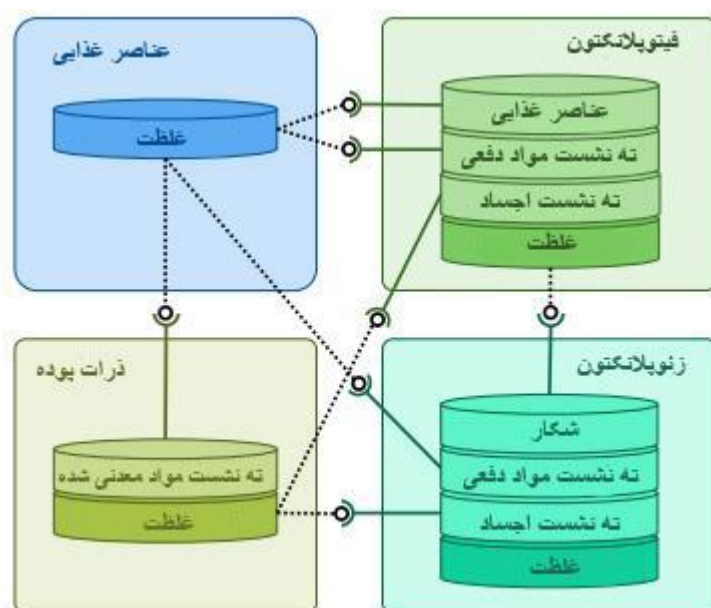 فیتوپلانکتون
عناصر غذایی
ته نشست مواد دفعی
ته نشست اجساد
غلظت
عناصر غذایی
غلظت
زئوپلانکتون
شکار
ته نشست مواد دفعی
ته نشست اجساد
غلظت
ذرات پوده
ته نشست مواد معدنی شده
غلظت